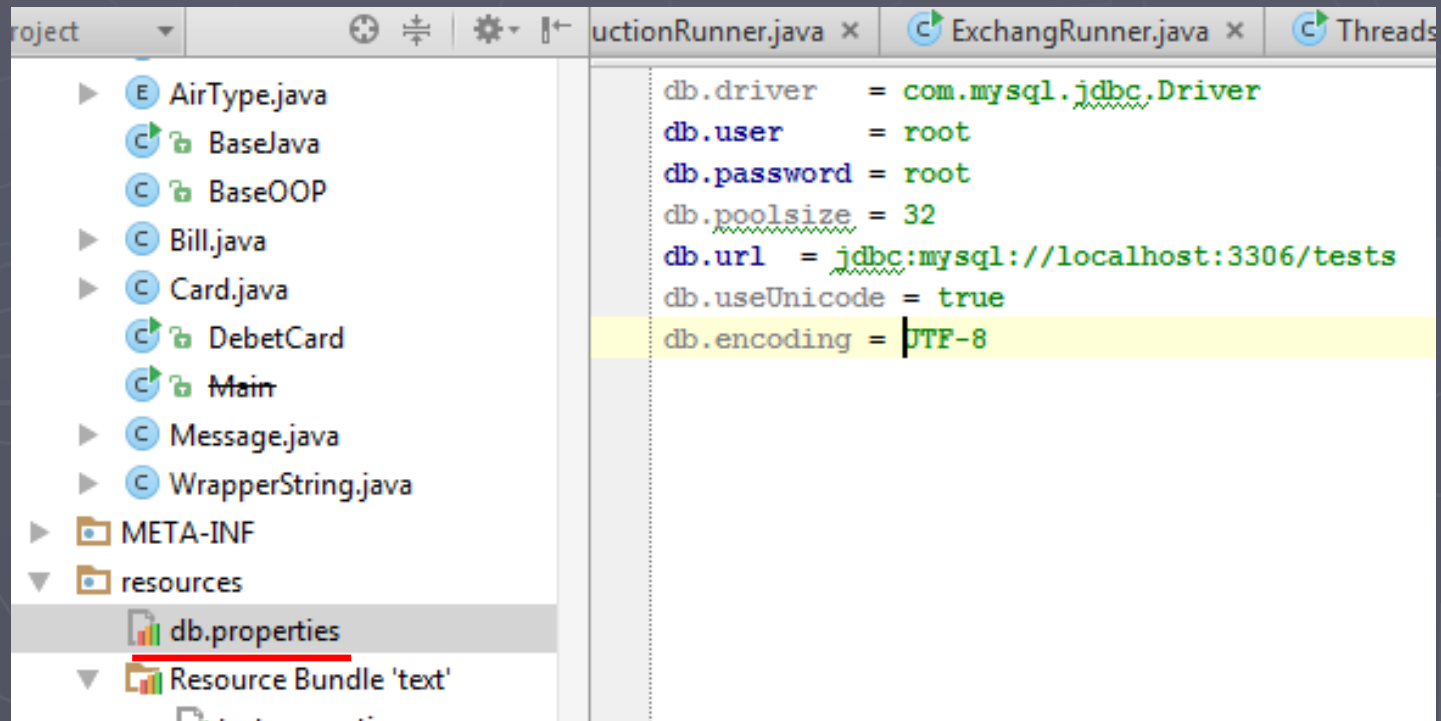 roject
uctionRunner.java
ExchangRunner.java
Threads
AirType.java
BaseJava
BaseOOP
Bill.java
Card.java
DebetCard
Main
Message.java
WrapperString.java
META-INF
resources
db.properties
Resource Bundle 'text'
db.driver = com.mysql.jdbc.Driver
db.user = root
db.password = root
db.poolsize = 32
db.url = jdbc:mysql://localhost:3306/tests
db.useUnicode = true
db.encoding = UTF-8